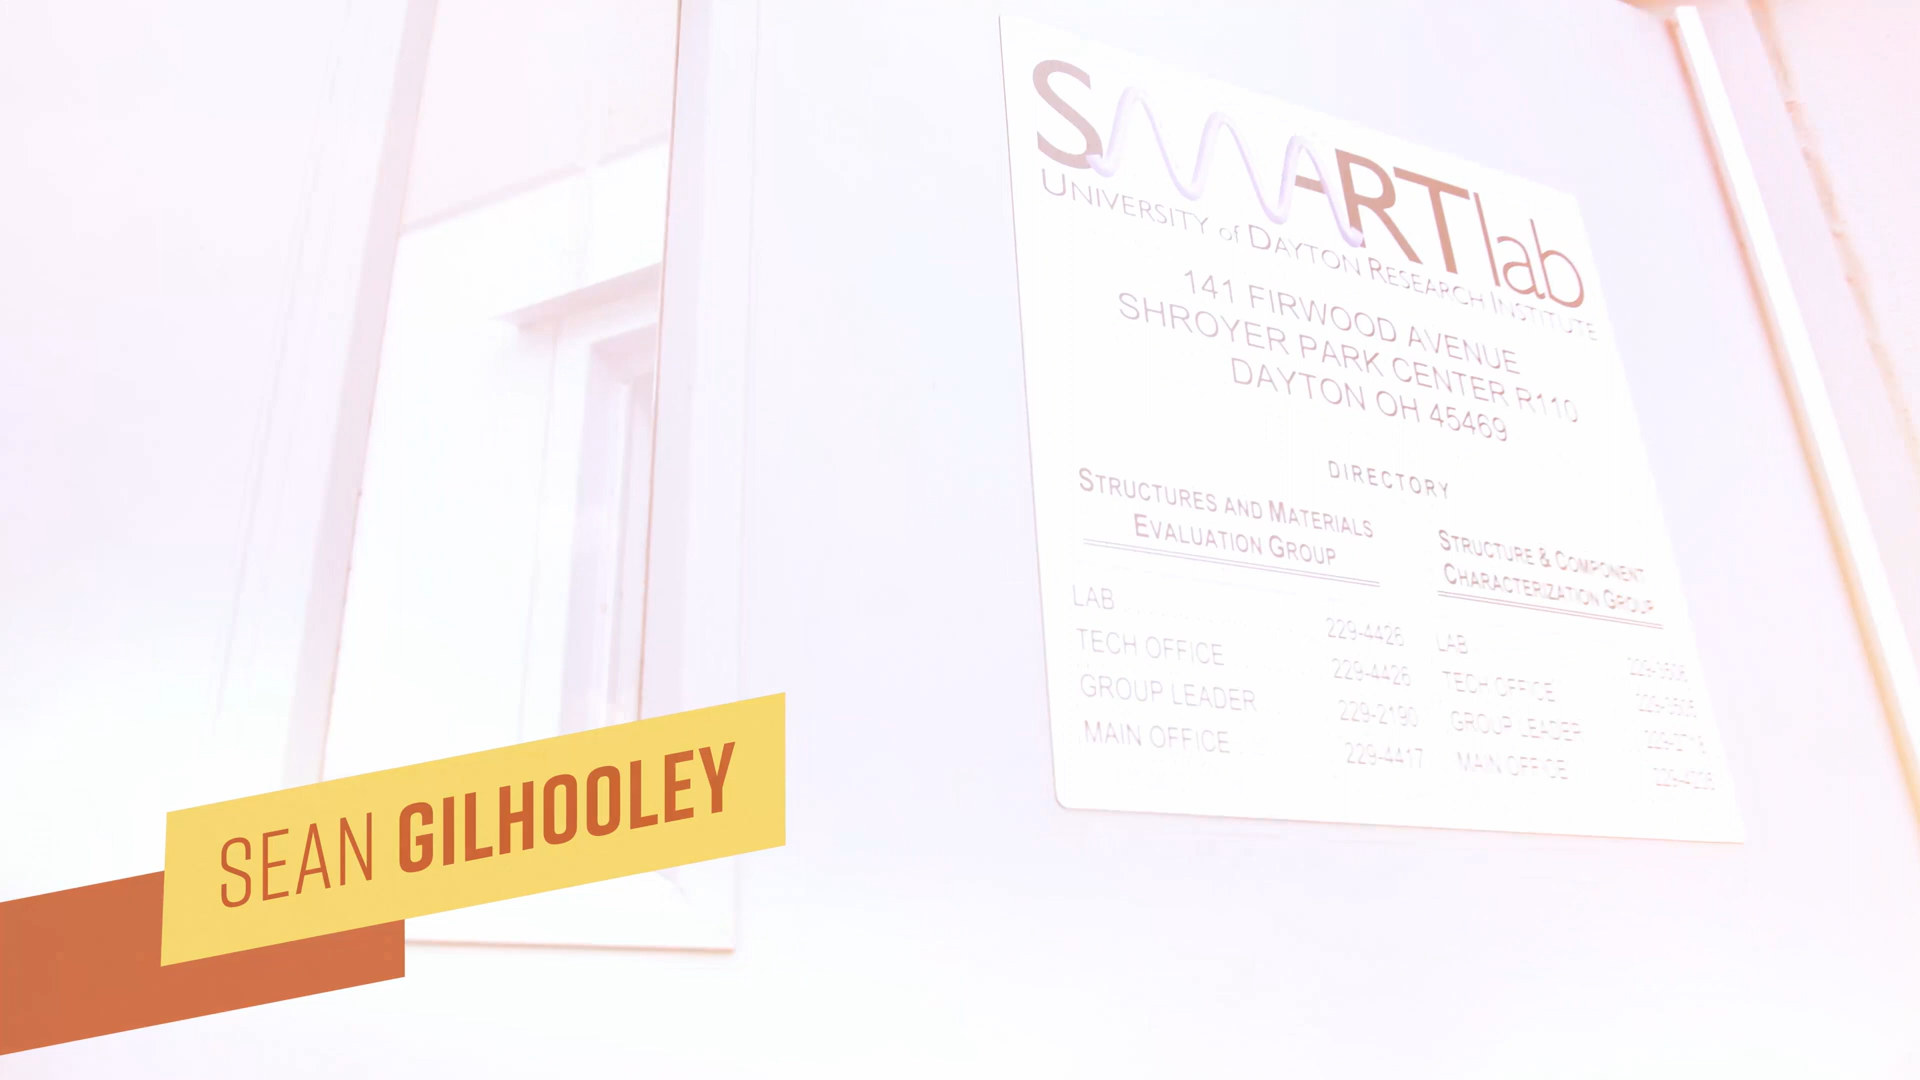 SMARTlab
UNIVERSITY of DAYTON RESEARCH INSTITUTE
141 FIRWOOD AVENUE
SHROYER PARK CENTER R110
DAYTON OH 45469
DIRECTORY
STRUCTURES AND MATERIALS
EVALUATION GROUP
LAB 229-4426
TECH OFFICE 229-4426
GROUP LEADER 229-2190
MAIN OFFICE 229-4417
STRUCTURE & COMPONENT
CHARACTERIZATION GROUP
LAB
TECH OFFICE
GROUP LEADER
MAIN OFFICE
SEAN GILHOOLEY